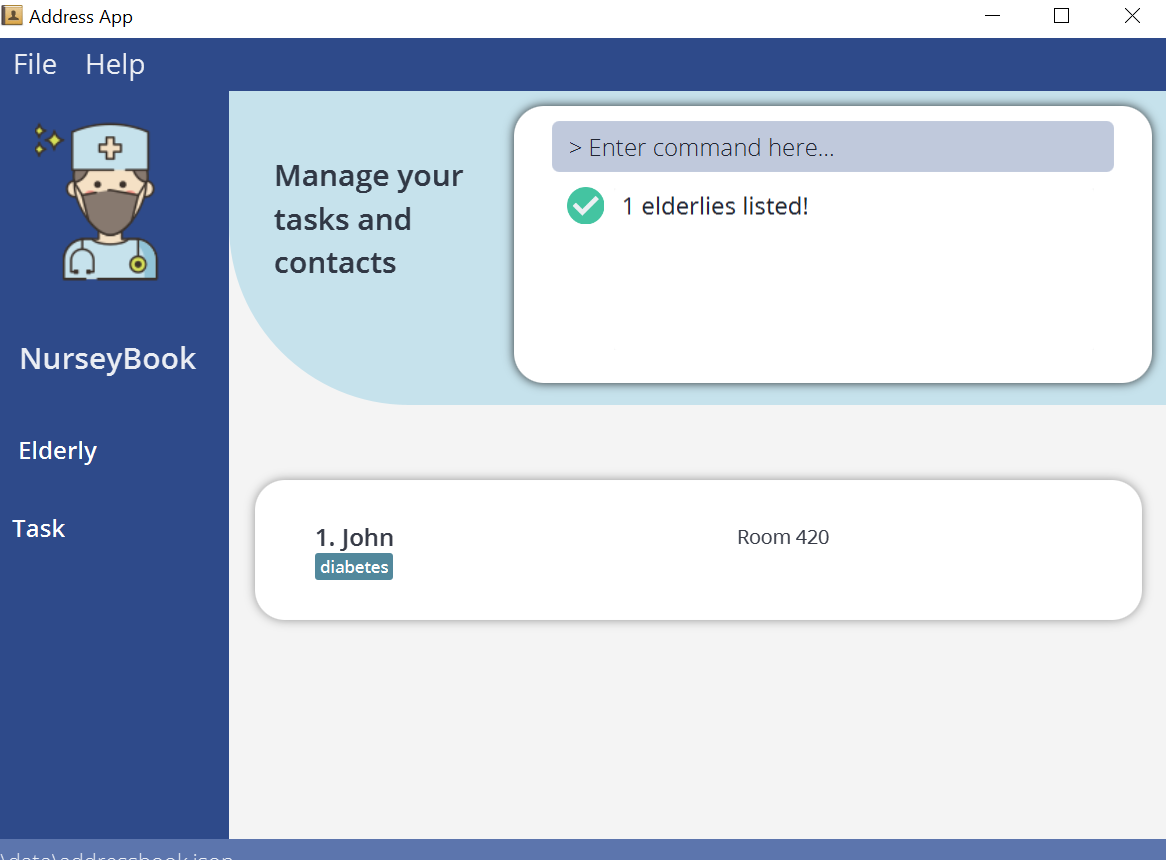 Address App
File Help
Manage your
tasks and
contacts
> Enter command here...
1 elderlies listed!
NurseyBook
Elderly
Task
1. John
Room 420
diabetes
\data\addressbook.json